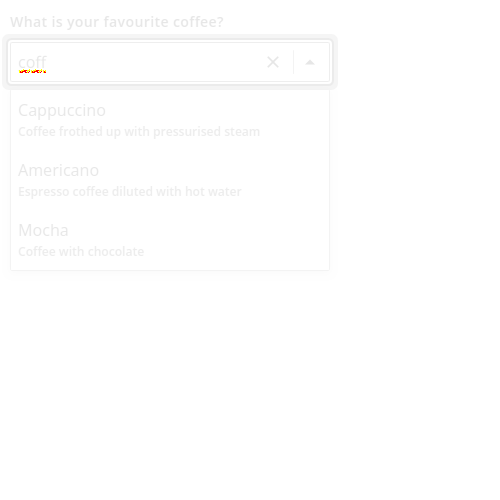 What is your favourite coffee?
coff
Cappuccino
Coffee frothed up with pressurised steam
Americano
Espresso coffee diluted with hot water
Mocha
Coffee with chocolate